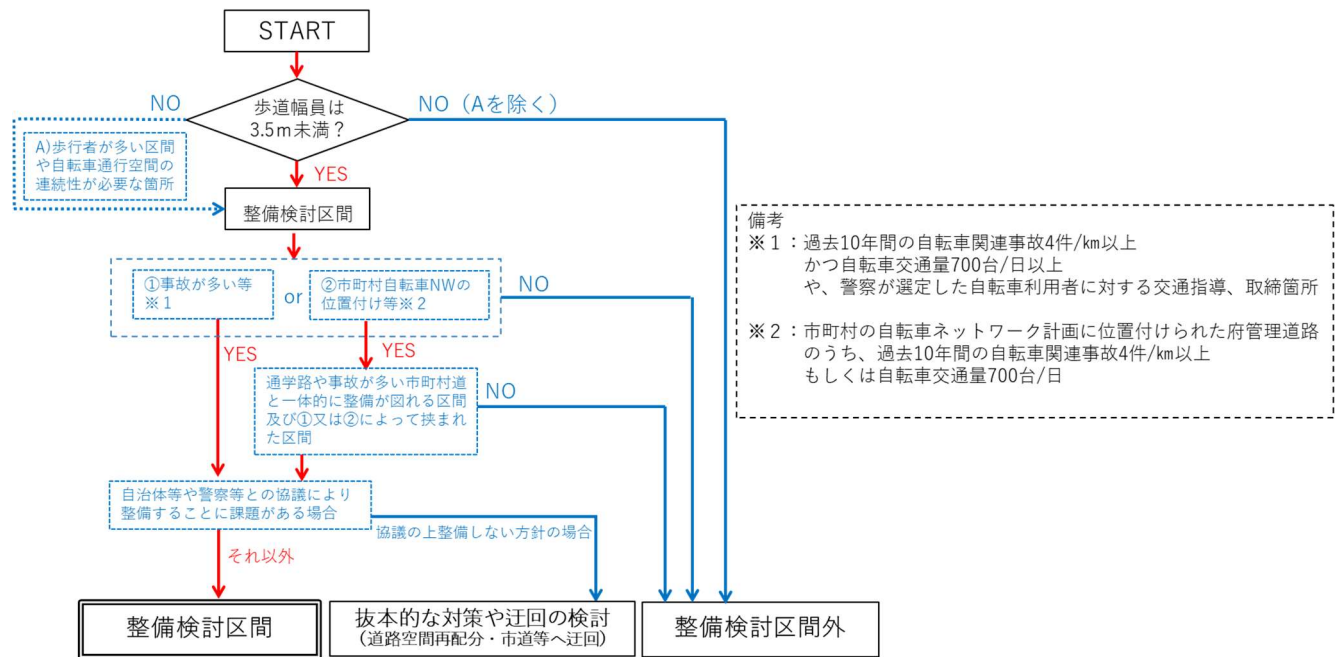 START
歩道幅員は
3.5m未満？
NO
NO（Aを除く）
A)歩行者が多い区間
や自転車通行空間の
連続性が必要な箇所
YES
整備検討区間
①事故が多い等
※１
or
②市町村自転車NWの
位置付け等※２
NO
YES
YES
通学路や事故が多い市町村道
と一体的に整備が図れる区間
及び①又は②によって挟まれ
た区間
NO
自治体等や警察等との協議により
整備することに課題がある場合
協議の上整備しない方針の場合
それ以外
整備検討区間
抜本的な対策や迂回の検討
（道路空間再配分・市道等へ迂回）
整備検討区間外
備考
※１：過去10年間の自転車関連事故4件/㎞以上
かつ自転車交通量700台/日以上
や、警察が選定した自転車利用者に対する交通指導、取締箇所
※２：市町村の自転車ネットワーク計画に位置付けられた府管理道路
のうち、過去10年間の自転車関連事故4件/㎞以上
もしくは自転車交通量700台/日